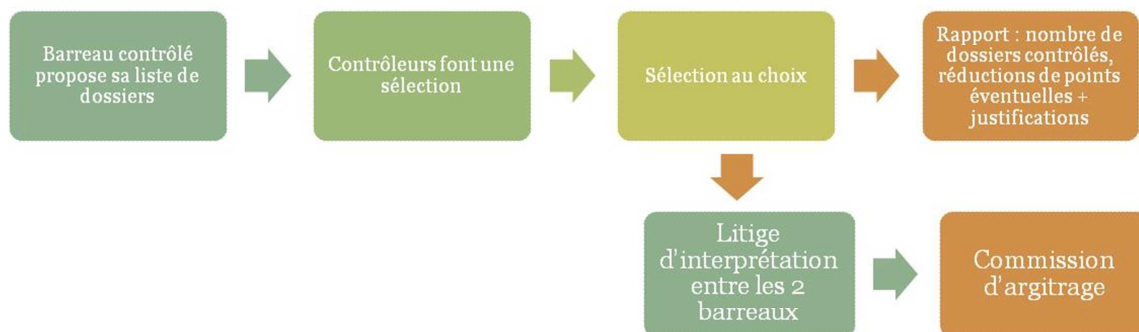 Barreau contrôlé
propose sa liste de
dossiers
Contrôleurs font une
sélection
Sélection au choix
Rapport : nombre de
dossiers contrôlés,
réductions de points
éventuelles +
justifications
Litige
d'interprétation
entre les 2
barreaux
Commission
d'argitrage